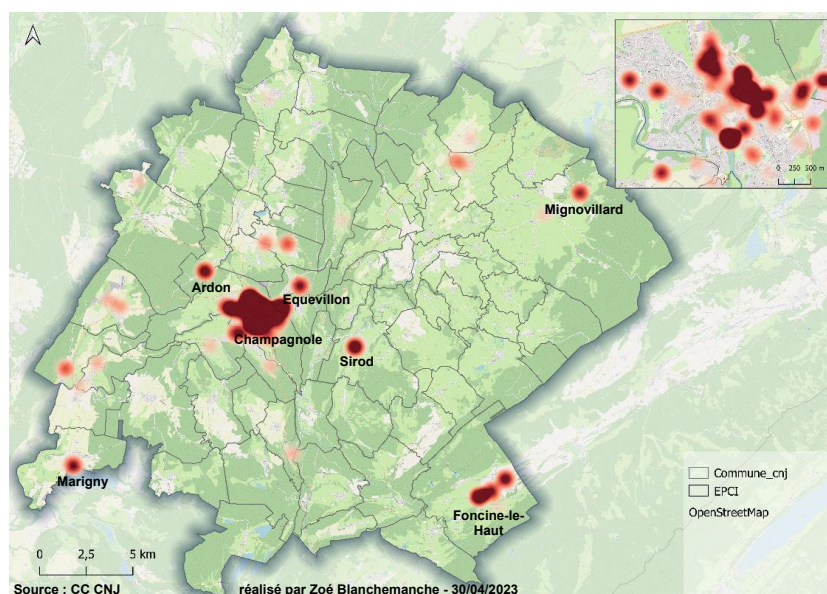 0 250 500 m
Mignovillard
Ardon
Equevillon
Champagnole
Sirod
Marigny
Foncine-le-
Haut
Commune_cnj
EPCI
OpenStreetMap
0 2,5 5 km
Source : CC CNJ réalisé par Zoé Blanchemanche - 30/04/2023